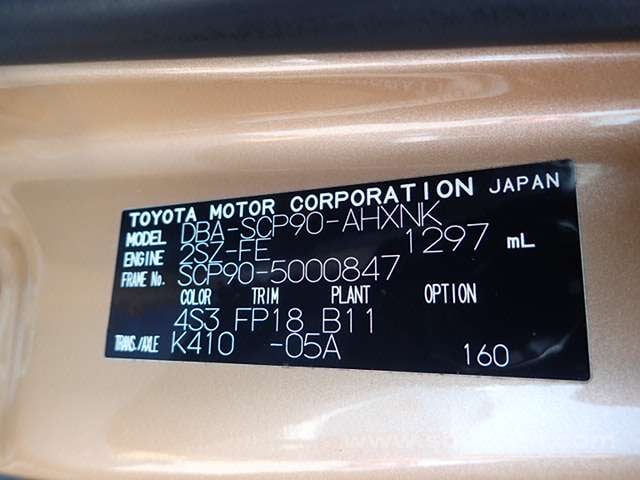 TOYOTA MOTOR CORPORATION JAPAN
MODEL DBA-SCP90-AHXNK
ENGINE 2SZ-FE 1297 mL
FRAME No. SCP90-5000847
COLOR TRIM PLANT OPTION
4S3 FP18 B11
TRANS./AXLE K410 -05A 160